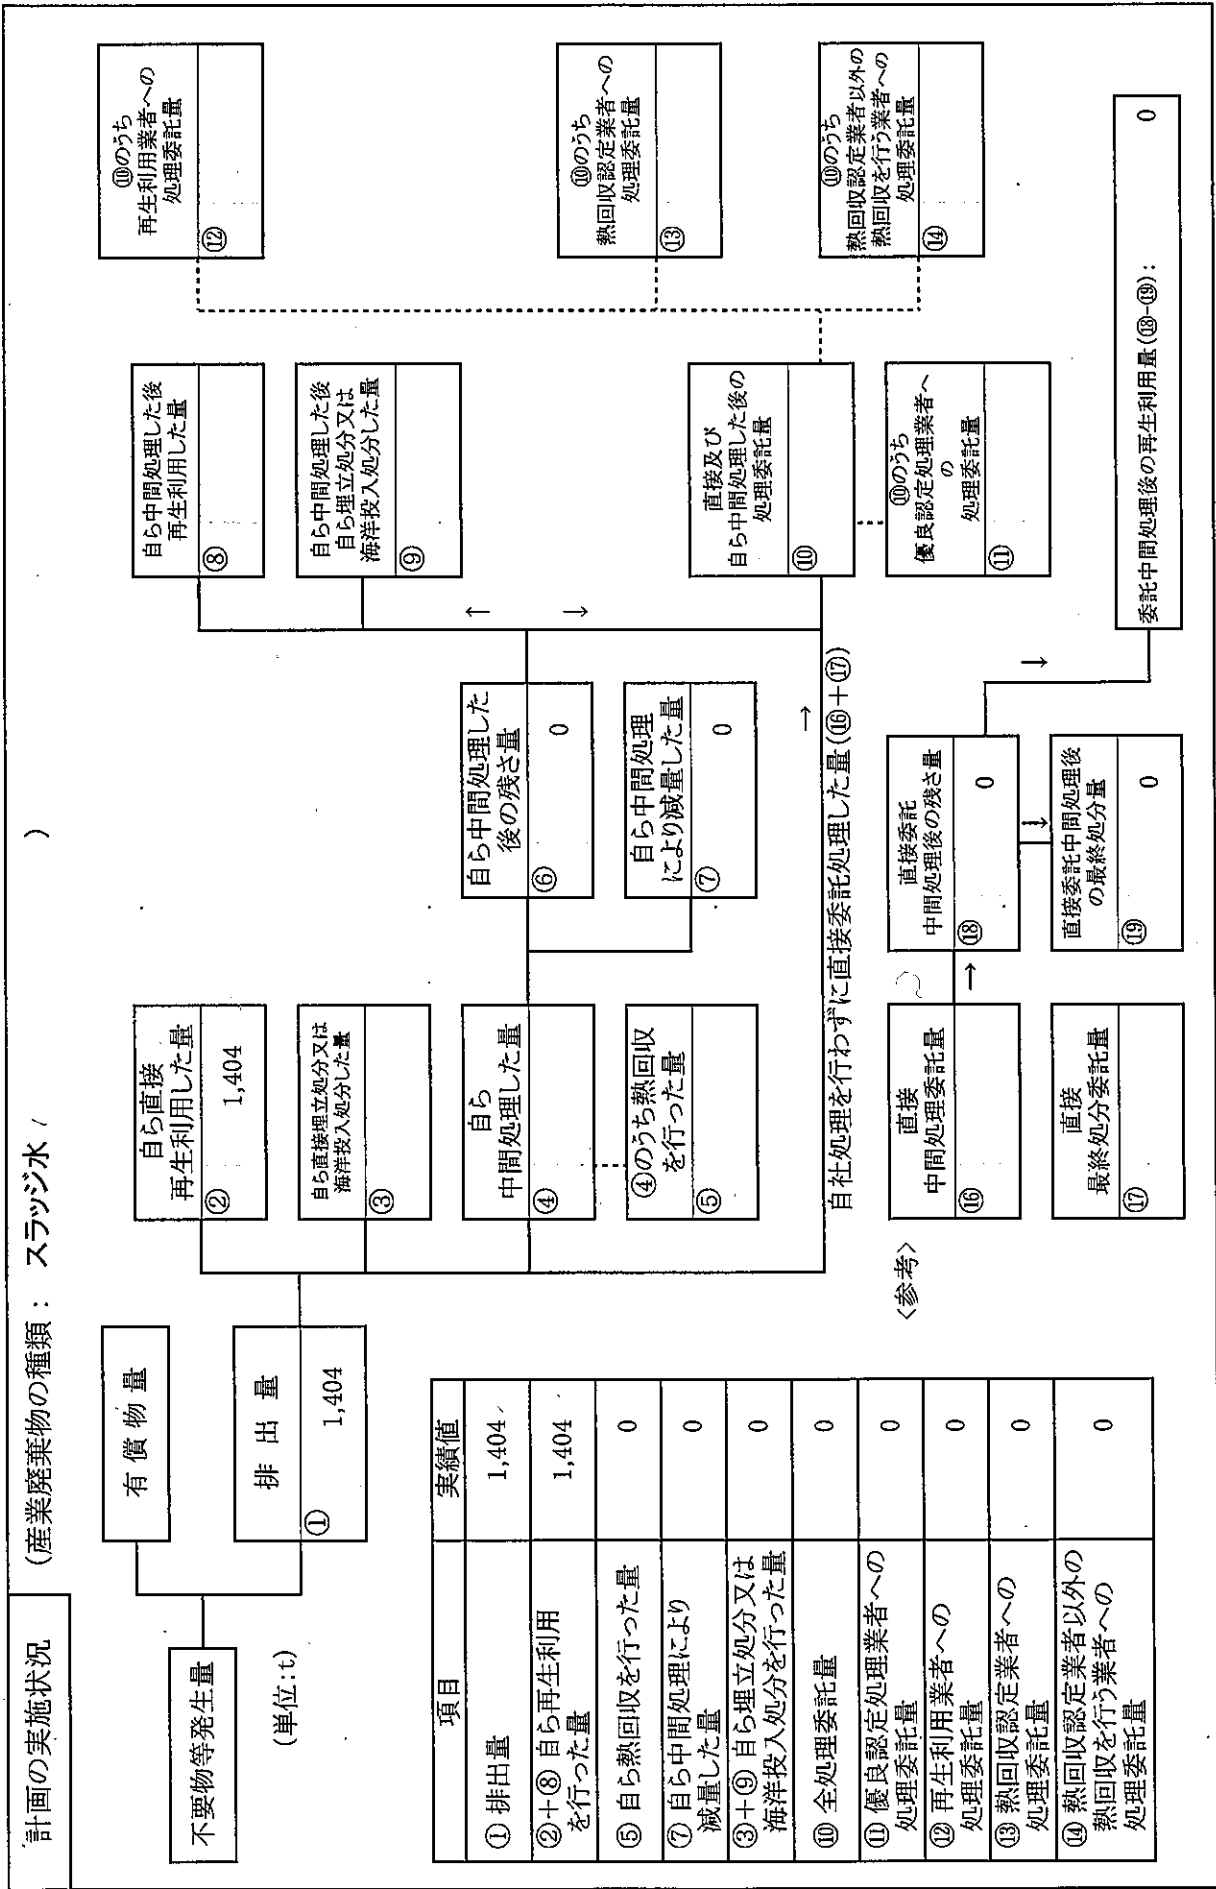 計画の実施状況
(産業廃棄物の種類: スラッジ水 )
不要物等発生量
(単位:t)
有 償 物 量
排 出 量
① 1,404
自ら直接
再生利用した量
② 1,404
自ら直接埋立処分又は
海洋投入処分した量
③
自ら
中間処理した量
④
④のうち熱回収
を行った量
⑤
自ら中間処理した
後の残さ量
⑥ 0
自ら中間処理
により減量した量
⑦ 0
自ら中間処理した後
再生利用した量
⑧
自ら中間処理した後
自ら埋立処分又は
海洋投入処分した量
⑨
↑
↓
直接及び
自ら中間処理した後の
処理委託量
⑩
⑩のうち
優良認定処理業者へ
の
処理委託量
⑪
⑩のうち
再生利用業者への
処理委託量
⑫
⑩のうち
熱回収認定業者への
処理委託量
⑬
⑩のうち
熱回収認定業者以外の
熱回収を行う業者への
処理委託量
⑭
→
自社処理を行わずに直接委託処理した量(⑯+⑰)
<参考>
直接
中間処理委託量
⑯
→
直接
最終処分委託量
⑰
直接委託
中間処理後の残さ量
⑱ 0
→
↓
直接委託中間処理後
の最終処分量
⑲ 0
委託中間処理後の再生利用量(⑱-⑲): 0
項目 実績値
① 排出量 1,404
②+⑧ 自ら再生利用
を行った量 1,404
⑤ 自ら熱回収を行った量 0
⑦ 自ら中間処理により
減量した量 0
③+⑨ 自ら埋立処分又は
海洋投入処分を行った量 0
⑩ 全処理委託量 0
⑪ 優良認定処理業者への
処理委託量 0
⑫ 再生利用業者への
処理委託量 0
⑬ 熱回収認定業者への
処理委託量 0
⑭ 熱回収認定業者以外の
熱回収を行う業者への
処理委託量 0